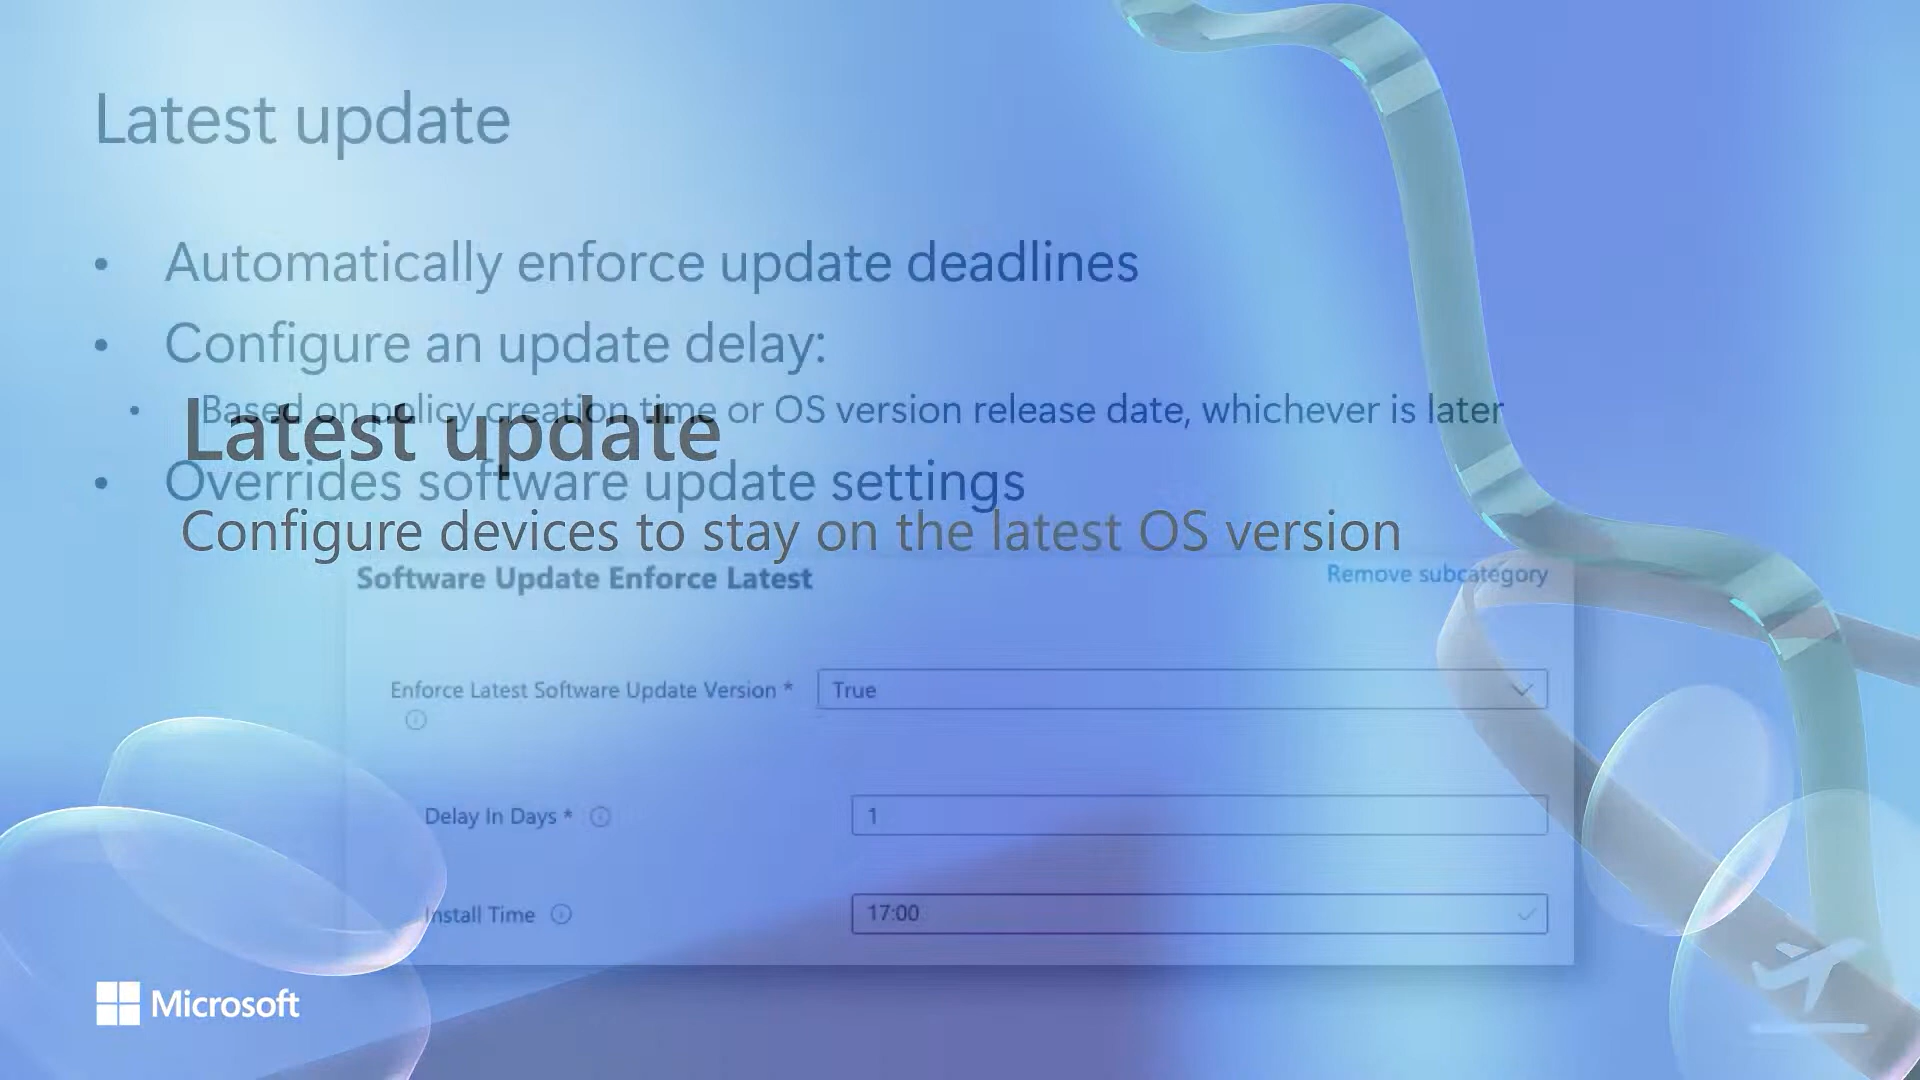 Latest update
• Automatically enforce update deadlines
• Configure an update delay:
• Based on policy creation time or OS version release date, whichever is later
Latest update
• Overrides software update settings
Configure devices to stay on the latest OS version
Software Update Enforce Latest
Remove subcategory
Enforce Latest Software Update Version *
True
Delay In Days *
1
Install Time
17:00
Microsoft